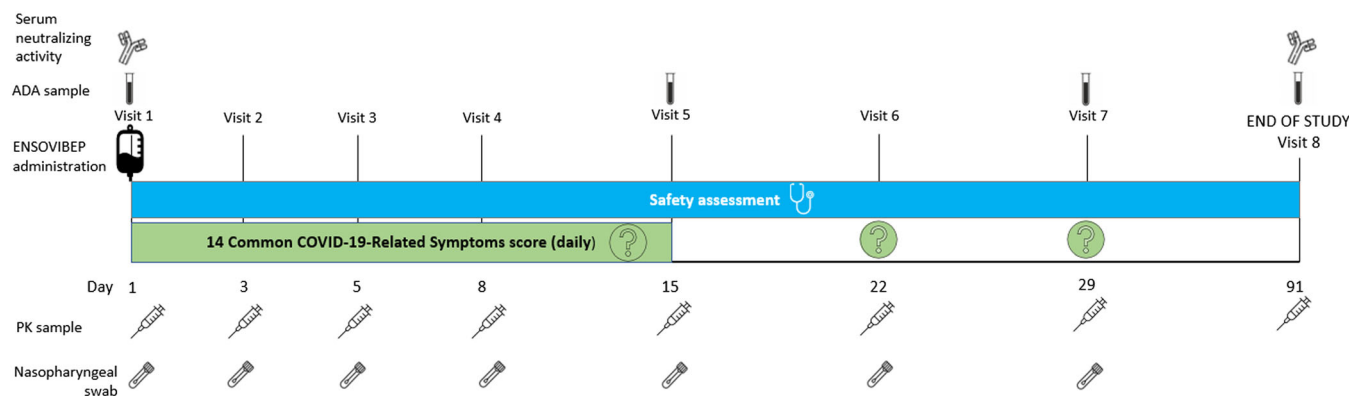 Serum
neutralizing
activity
ADA sample
Visit 1
Visit 2
Visit 3
Visit 4
Visit 5
Visit 6
Visit 7
END OF STUDY
Visit 8
ENSOVIBEP
administration
Safety assessment
14 Common COVID-19-Related Symptoms score (daily)
?
?
?
Day 1 3 5 8 15 22 29 91
PK sample
Nasopharyngeal
swab